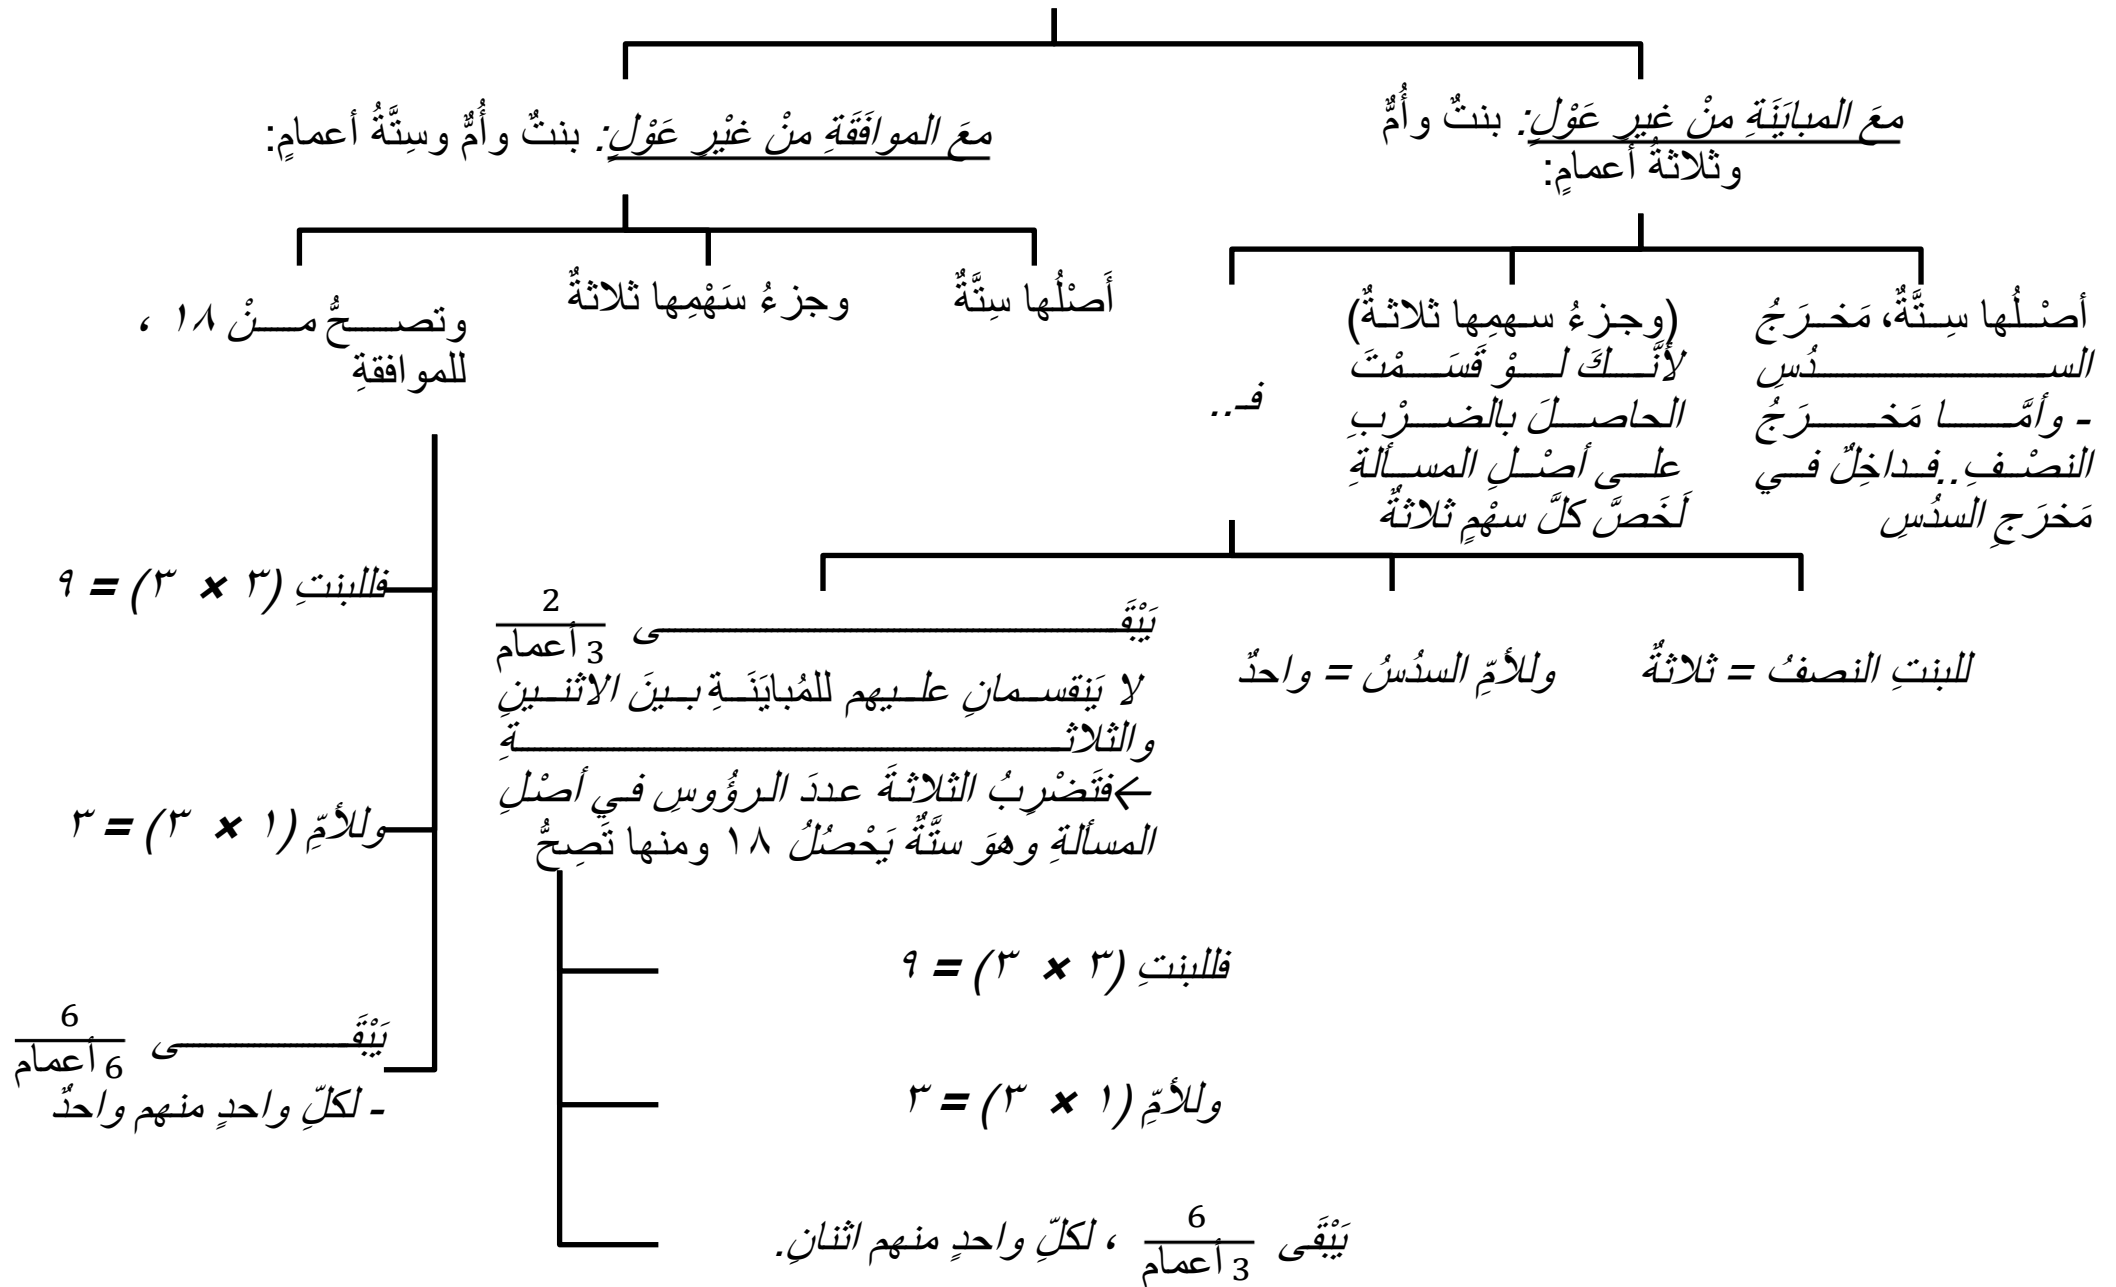 معَ المبايَنَةِ منْ غيرِ عَوْلٍ: بنتٌ وأُمٌّ
وثلاثةُ أعمامٍ:
أصْلُها سِتَّةٌ، مَخرَجُ
السدُسِ
- وأمَّا مَخرَجُ
النصْفِ..فداخِلٌ في
مَخرَجِ السدُسِ
(وجزءُ سهمِها ثلاثةٌ)
لأنَّكَ لوْ قَسَمْتَ
الحاصلَ بالضرْبِ
على أصْلِ المسألةِ
لَخَصَّ كلَّ سهْمٍ ثلاثةٌ
فـ..
للبنتِ النصفُ = ثلاثةٌ
وللأمِّ السدُسُ = واحدٌ
يَبْقَى 2/3 أعمام
لا يَنقسمانِ عليهم للمُبايَنَةِ بينَ الاثنينِ
والثلاثةِ
←فتَضْرِبُ الثلاثةَ عددَ الرؤُوسِ في أصْلِ
المسألةِ وهوَ ستَّةٌ يَحْصُلُ ١٨ ومنها تَصِحُّ
فللبنتِ (٣ × ٣) = ٩
وللأمِّ (١ × ٣) = ٣
يَبْقَى 6/3 أعمام ، لكلِّ واحدٍ منهم اثنانِ.
معَ الموافَقَةِ منْ غيْرِ عَوْلٍ: بنتٌ وأُمٌّ وسِتَّةُ أعمامٍ:
أَصْلُها سِتَّةٌ
وجزءُ سَهْمِها ثلاثةٌ
وتصحُّ منْ ١٨ ،
للموافقةِ
فللبنتِ (٣ × ٣) = ٩
وللأمِّ (١ × ٣) = ٣
يَبْقَى 6/6 أعمام
- لكلِّ واحدٍ منهم واحدٌ